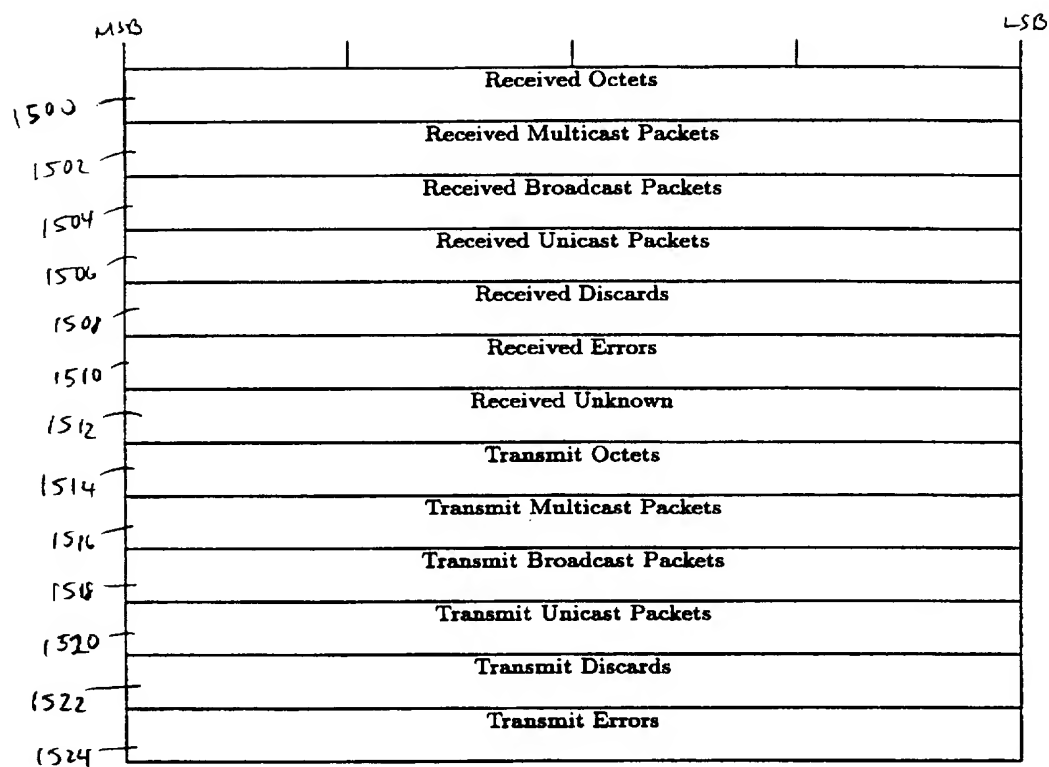 MSB LSB
Received Octets
1500
Received Multicast Packets
1502
Received Broadcast Packets
1504
Received Unicast Packets
1506
Received Discards
1508
Received Errors
1510
Received Unknown
1512
Transmit Octets
1514
Transmit Multicast Packets
1516
Transmit Broadcast Packets
1518
Transmit Unicast Packets
1520
Transmit Discards
1522
Transmit Errors
1524